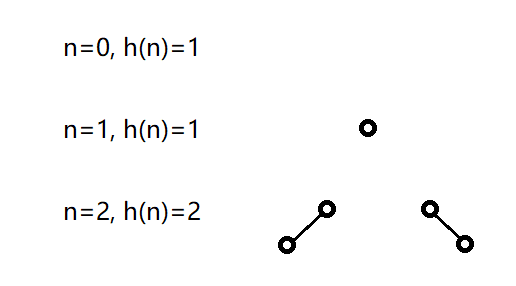 n=0, h(n)=1
n=1, h(n)=1
n=2, h(n)=2